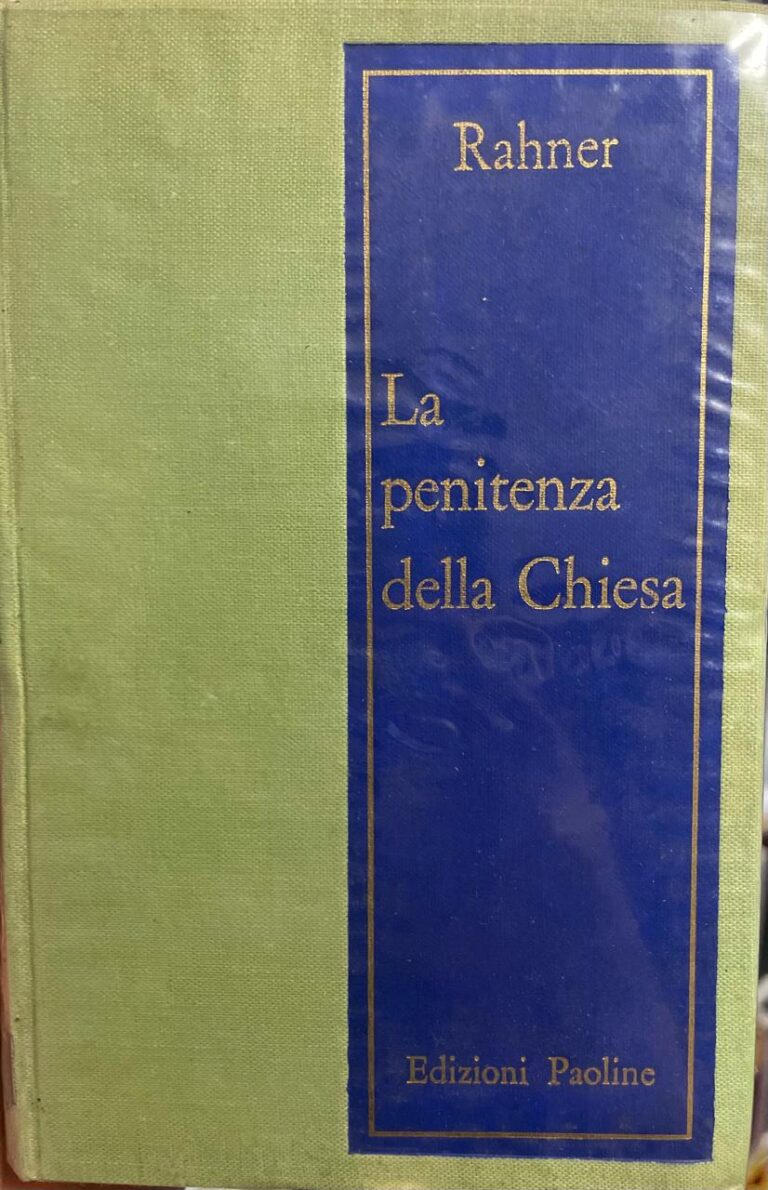 Rahner
La
penitenza
della Chiesa
Edizioni Paoline